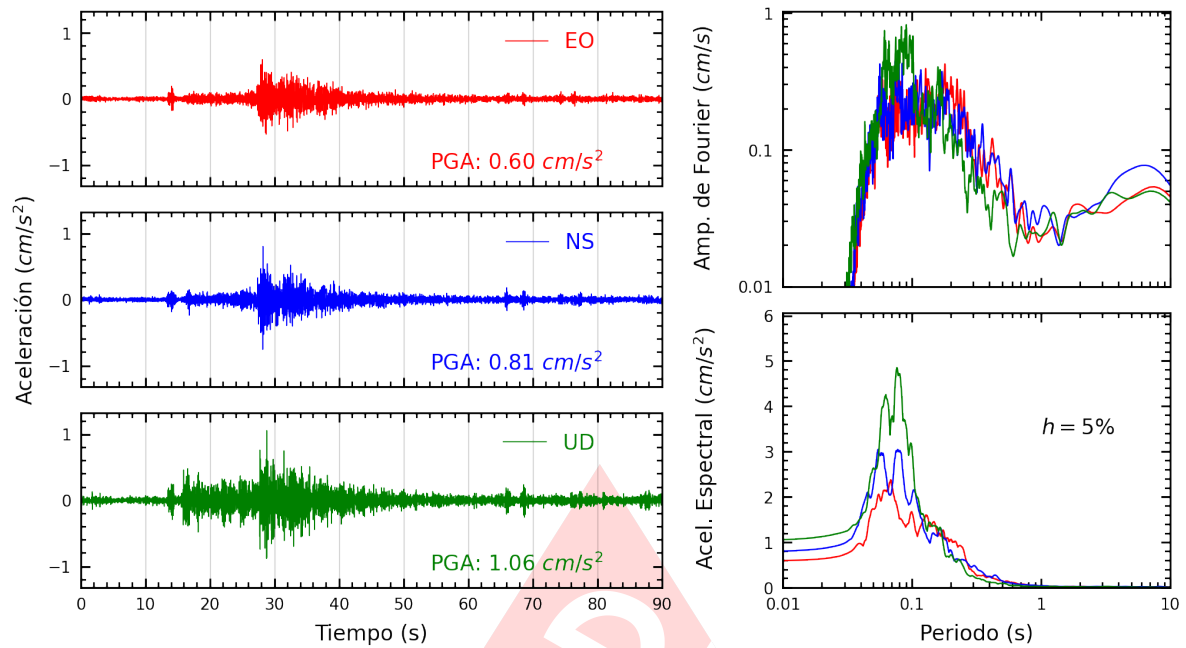 Aceleración (cm/s²)
1
0
−1
EO
PGA: 0.60 cm/s²
1
0
−1
NS
PGA: 0.81 cm/s²
1
0
−1
UD
PGA: 1.06 cm/s²
0 10 20 30 40 50 60 70 80 90
Tiempo (s)
Amp. de Fourier (cm/s)
1
0.1
0.01
Acel. Espectral (cm/s²)
6
5
4
3
2
1
0
h = 5%
0.01 0.1 1 10
Periodo (s)
e